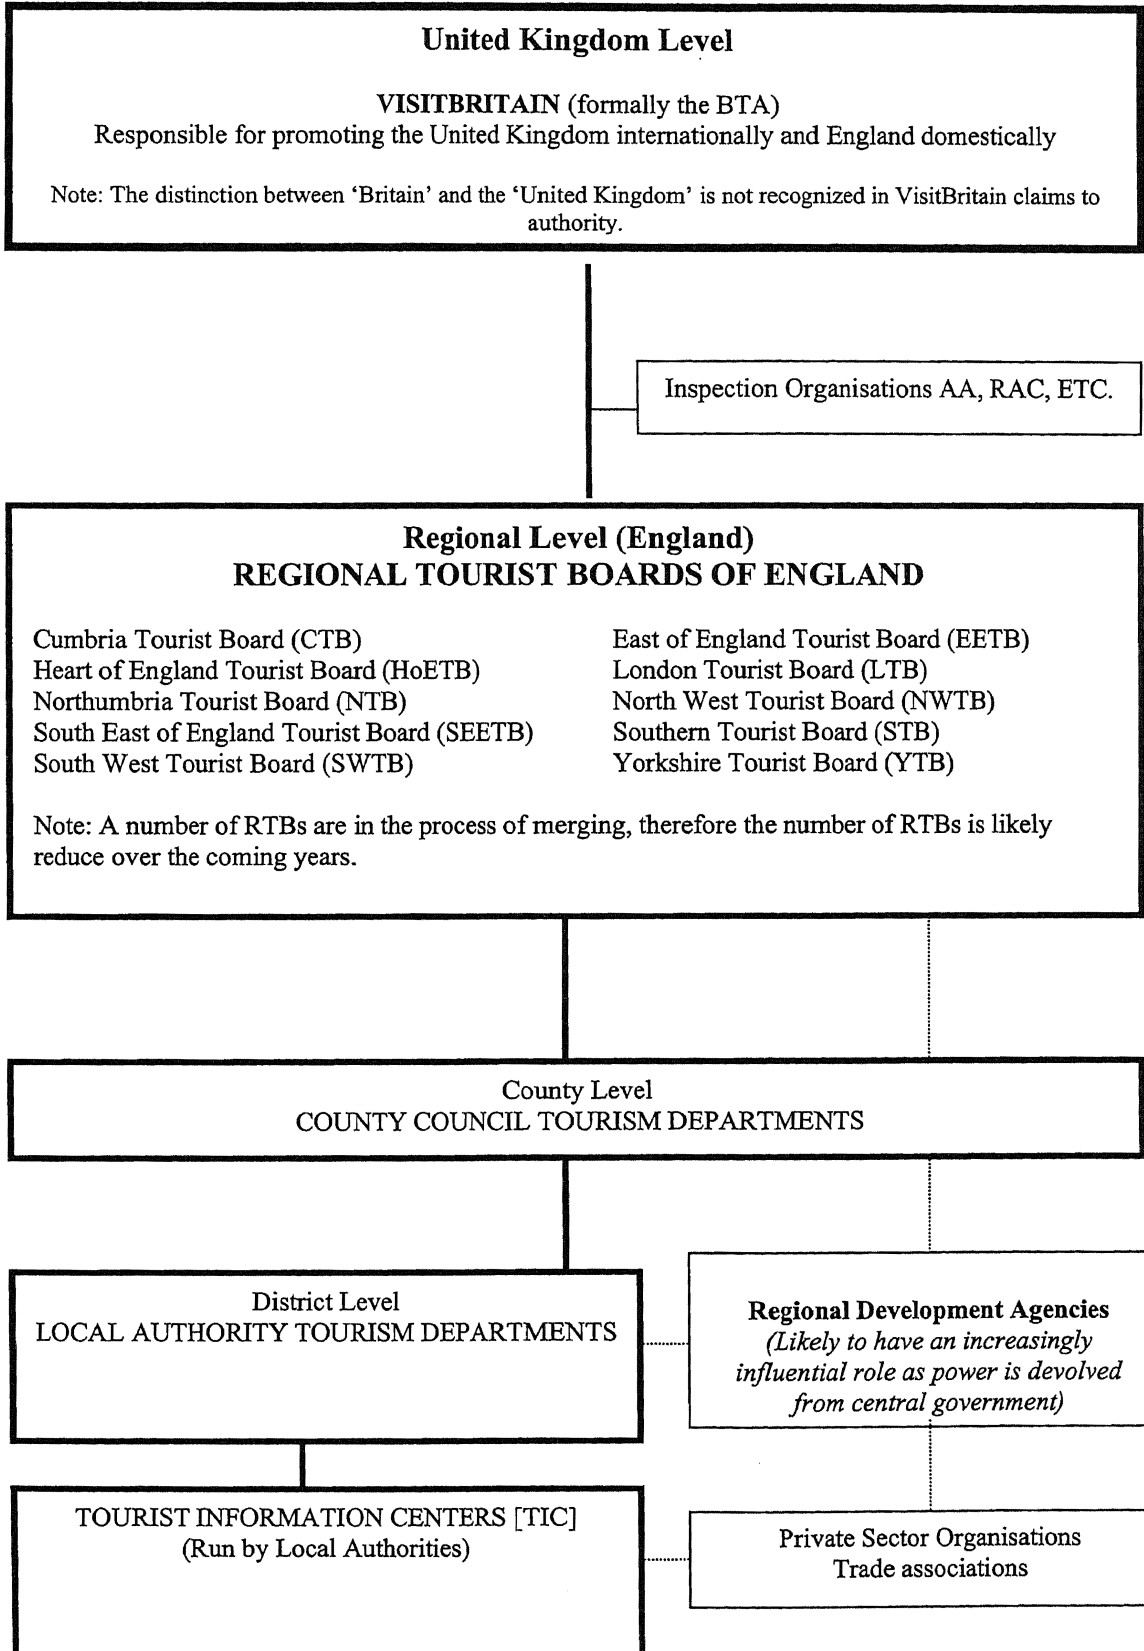 United Kingdom Level
VISITBRITAIN (formally the BTA)
Responsible for promoting the United Kingdom internationally and England domestically
Note: The distinction between ‘Britain’ and the ‘United Kingdom’ is not recognized in VisitBritain claims to
authority.
Inspection Organisations AA, RAC, ETC.
Regional Level (England)
REGIONAL TOURIST BOARDS OF ENGLAND
Cumbria Tourist Board (CTB)
Heart of England Tourist Board (HoETB)
Northumbria Tourist Board (NTB)
South East of England Tourist Board (SEETB)
South West Tourist Board (SWTB)
East of England Tourist Board (EETB)
London Tourist Board (LTB)
North West Tourist Board (NWTB)
Southern Tourist Board (STB)
Yorkshire Tourist Board (YTB)
Note: A number of RTBs are in the process of merging, therefore the number of RTBs is likely
reduce over the coming years.
County Level
COUNTY COUNCIL TOURISM DEPARTMENTS
District Level
LOCAL AUTHORITY TOURISM DEPARTMENTS
Regional Development Agencies
(Likely to have an increasingly
influential role as power is devolved
from central government)
TOURIST INFORMATION CENTERS [TIC]
(Run by Local Authorities)
Private Sector Organisations
Trade associations